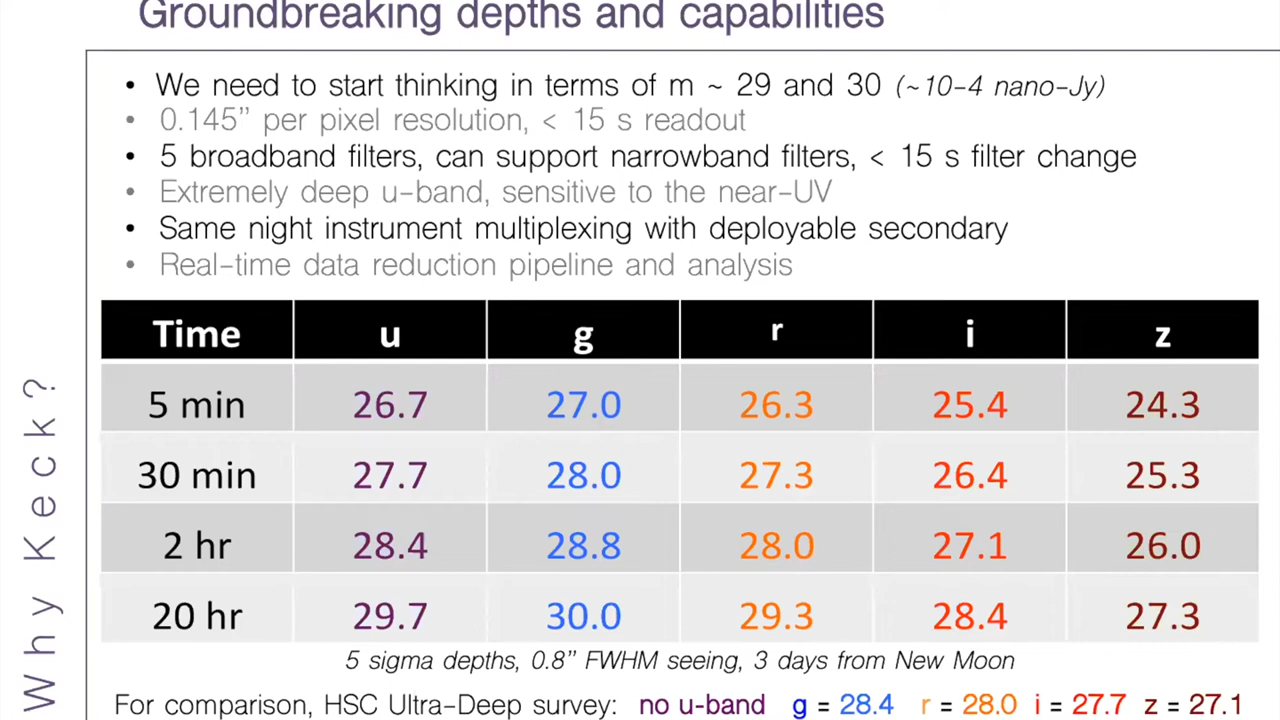 Groundbreaking depths and capabilities
• We need to start thinking in terms of m ~ 29 and 30 (~10-4 nano-Jy)
• 0.145” per pixel resolution, < 15 s readout
• 5 broadband filters, can support narrowband filters, < 15 s filter change
• Extremely deep u-band, sensitive to the near-UV
• Same night instrument multiplexing with deployable secondary
• Real-time data reduction pipeline and analysis
Time u g r i z
5 min 26.7 27.0 26.3 25.4 24.3
30 min 27.7 28.0 27.3 26.4 25.3
2 hr 28.4 28.8 28.0 27.1 26.0
20 hr 29.7 30.0 29.3 28.4 27.3
5 sigma depths, 0.8” FWHM seeing, 3 days from New Moon
For comparison, HSC Ultra-Deep survey: no u-band g = 28.4 r = 28.0 i = 27.7 z = 27.1
Why Keck?